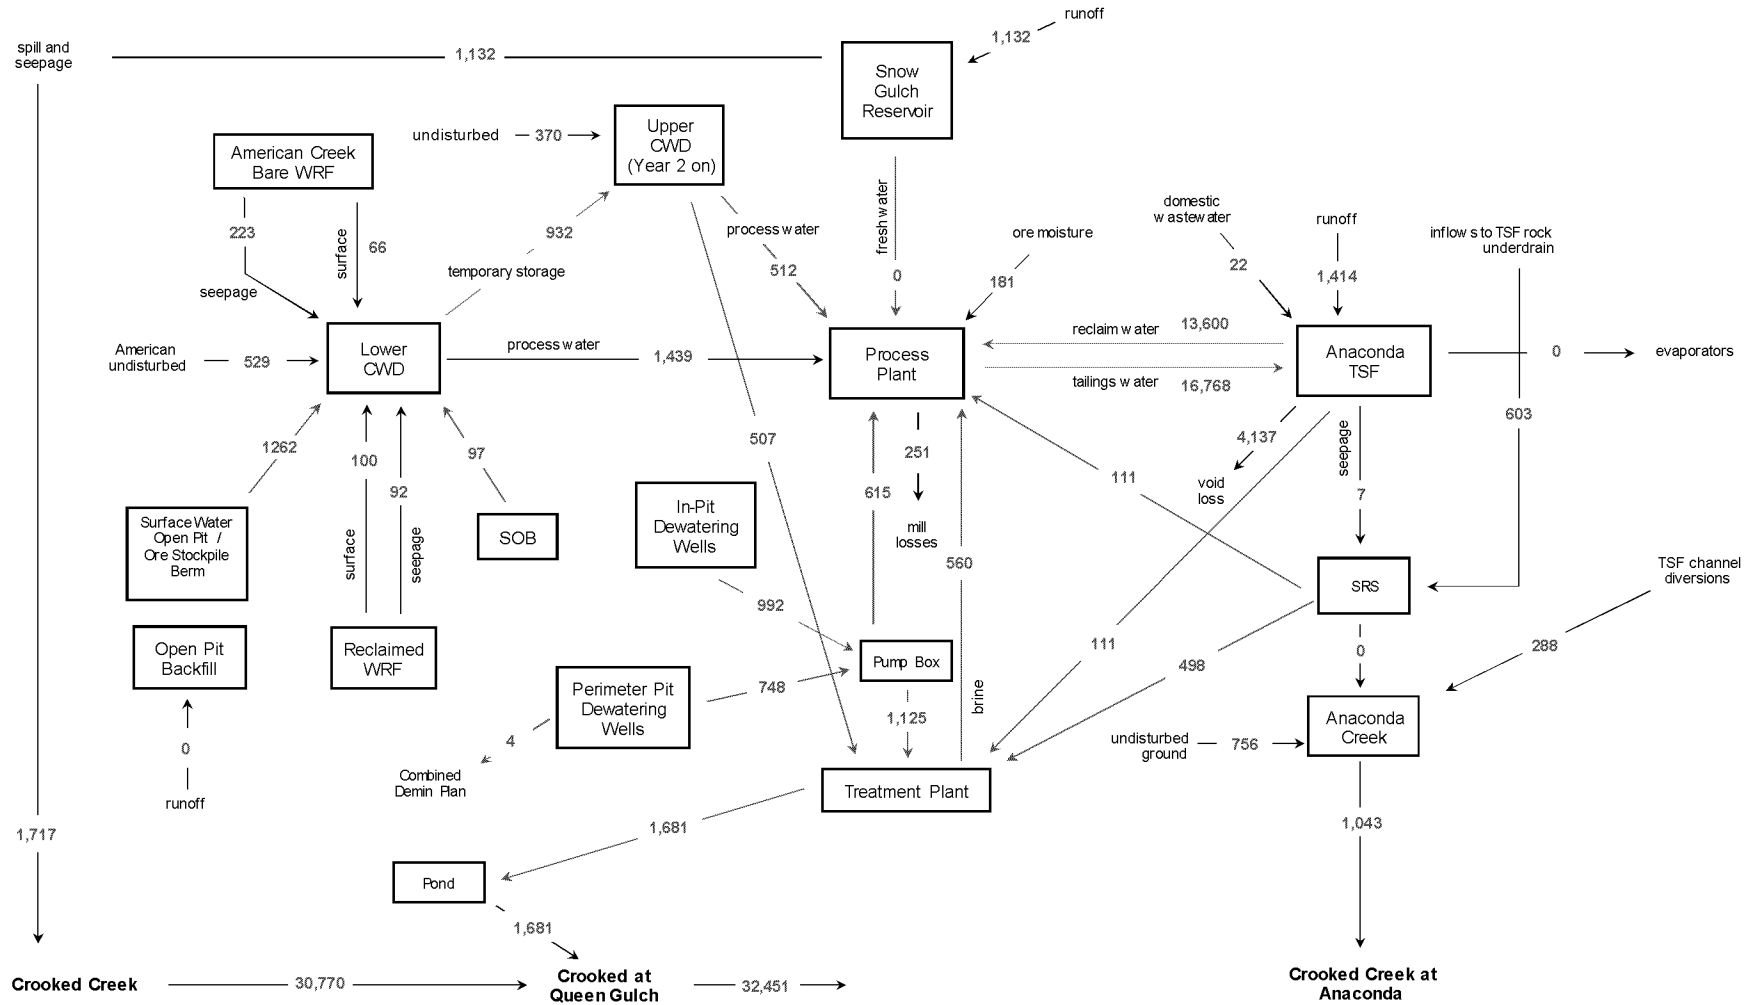 runoff
1,132
spill and
seepage
1,132
Snow
Gulch
Reservoir
undisturbed
370
Upper
CWD
(Year 2 on)
American Creek
Bare WRF
223
surface
66
seepage
932
temporary storage
process water
512
fresh water
0
ore moisture
181
domestic
wastewater
22
runoff
1,414
inflows to TSF rock
underdrain
American
undisturbed
529
Lower
CWD
process water
1,439
Process
Plant
reclaim water
13,600
tailings water
16,768
Anaconda
TSF
0
evaporators
603
1262
100
92
97
507
615
251
mill
losses
560
111
4,137
void
loss
seepage
7
Surface Water
Open Pit /
Ore Stockpile
Berm
surface
seepage
SOB
In-Pit
Dewatering
Wells
992
SRS
TSF channel
diversions
288
Open Pit
Backfill
Reclaimed
WRF
0
runoff
Perimeter Pit
Dewatering
Wells
748
4
Combined
Demin Plan
Pump Box
1,125
brine
111
498
0
Anaconda
Creek
undisturbed
ground
756
Treatment Plant
1,681
1,717
1,043
Pond
1,681
Crooked Creek
30,770
Crooked at
Queen Gulch
32,451
Crooked Creek at
Anaconda